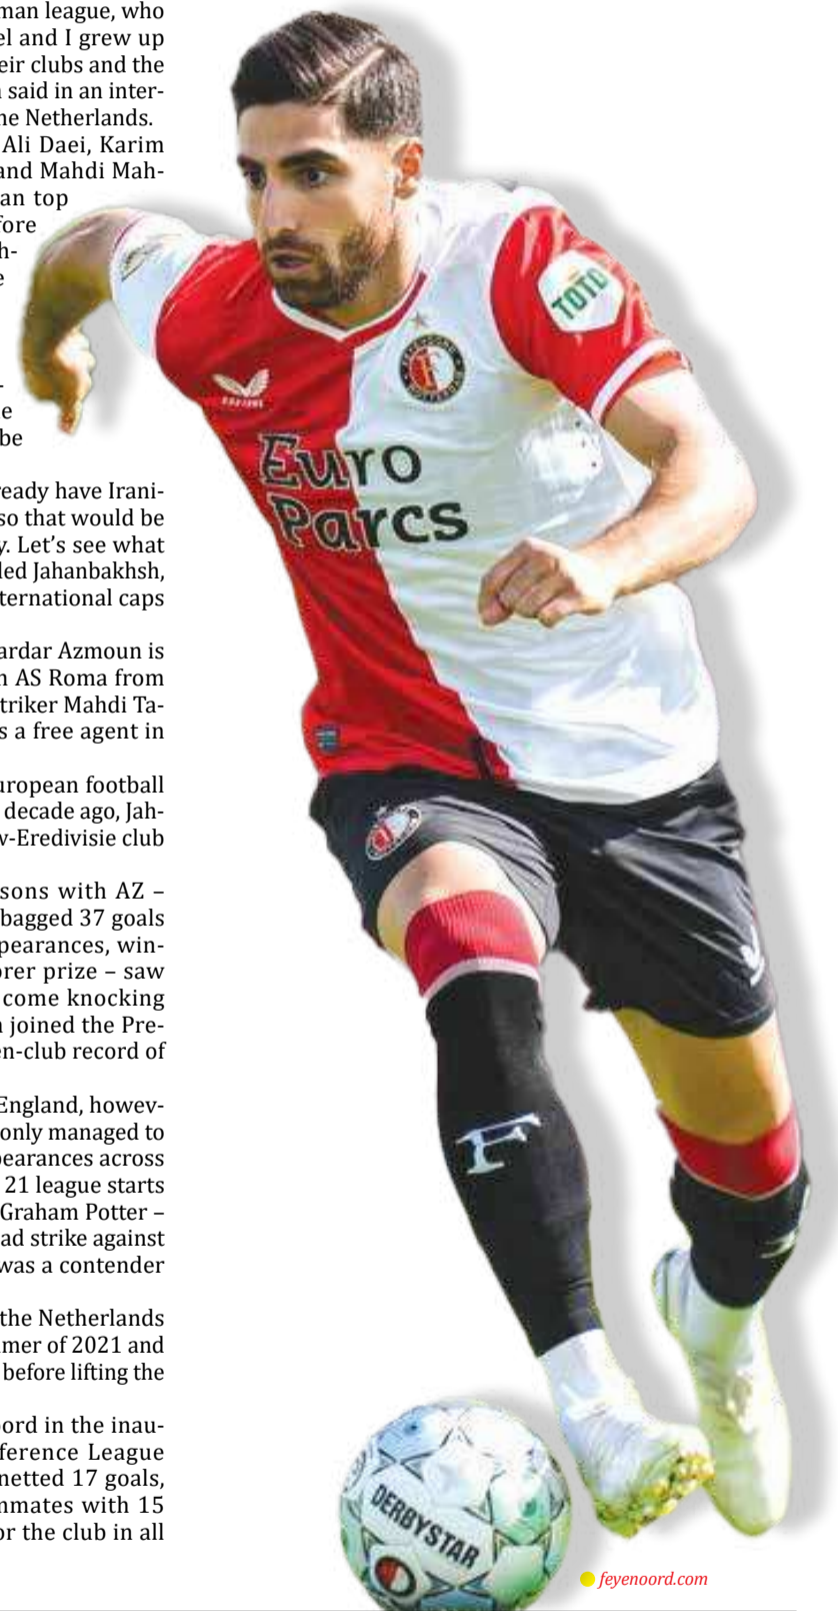 man league, who
el and I grew up
eir clubs and the
said in an inter-
he Netherlands.
Ali Daei, Karim
and Mahdi Mah-
an top
fore
h-
e
-
e
be
ready have Irani-
so that would be
y. Let's see what
led Jahanbakhsh,
ternational caps
ardar Azmoun is
n AS Roma from
triker Mahdi Ta-
s a free agent in
uropean football
decade ago, Jah-
w-Eredivisie club
sons with AZ –
bagged 37 goals
pearances, win-
orer prize – saw
come knocking
n joined the Pre-
en-club record of
England, howev-
only managed to
pearances across
21 league starts
Graham Potter –
ad strike against
was a contender
the Netherlands
mer of 2021 and
before lifting the
ord in the inau-
ference League
netted 17 goals,
mmates with 15
or the club in all
TOTO
FEYENOORD
ROTTERDAM
CASTORE
Euro
Parcs
F
DERBYSTAR
feyenoord.com